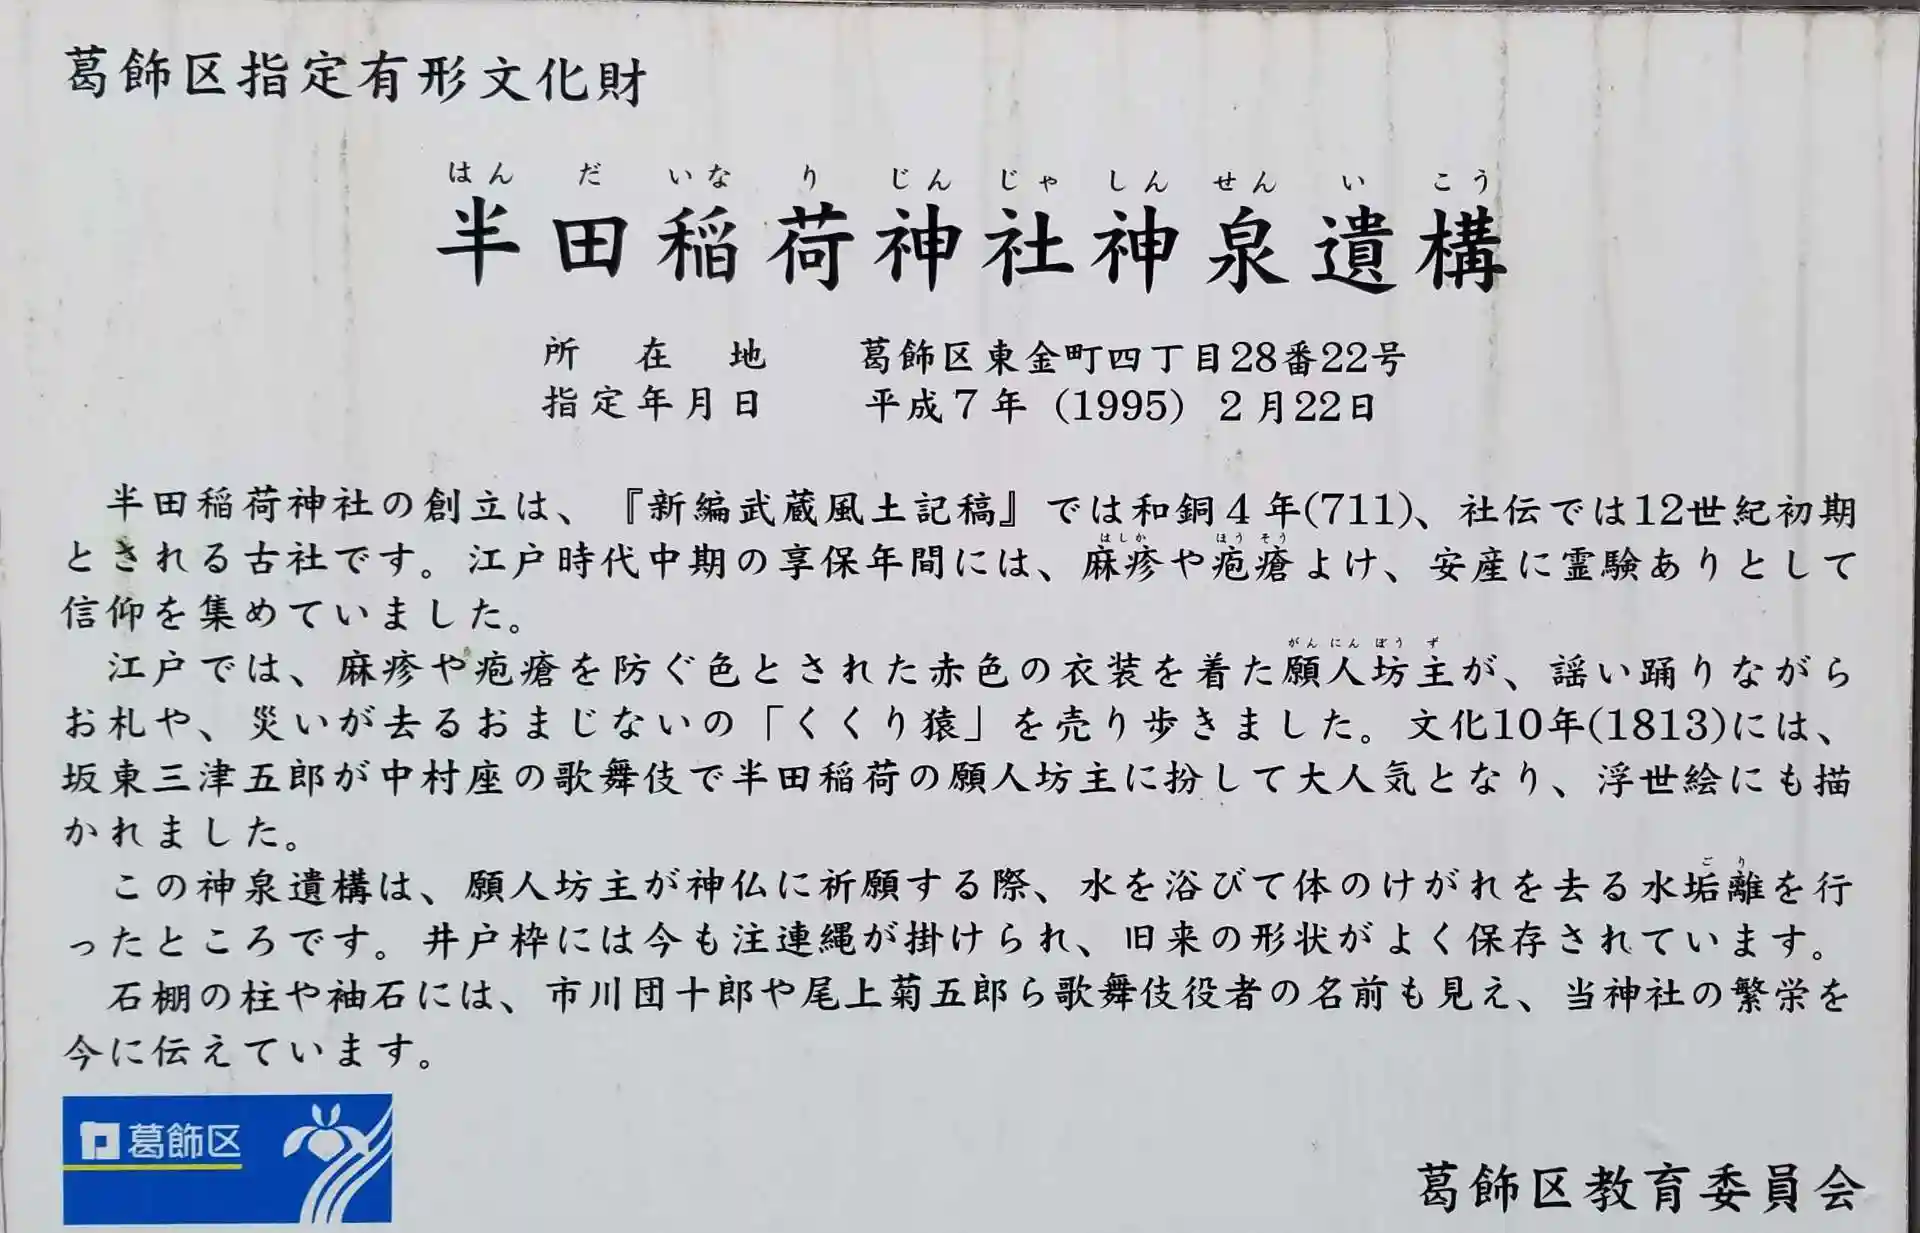 葛飾区指定有形文化財
はんだいなりじんじゃしんせんいこう
半田稲荷神社神泉遺構
所在地 葛飾区東金町四丁目28番22号
指定年月日 平成7年(1995)2月22日
半田稲荷神社の創立は、『新編武蔵風土記稿』では和銅4年(711)、社伝では12世紀初期
はしか ほうそう
とされる古社です。江戸時代中期の享保年間には、麻疹や疱瘡よけ、安産に霊験ありとして
信仰を集めていました。
がんにんぼうず
江戸では、麻疹や疱瘡を防ぐ色とされた赤色の衣装を着た願人坊主が、謡い踊りながら
お札や、災いが去るおまじないの「くくり猿」を売り歩きました。文化10年(1813)には、
坂東三津五郎が中村座の歌舞伎で半田稲荷の願人坊主に扮して大人気となり、浮世絵にも描
かれました。
ごり
この神泉遺構は、願人坊主が神仏に祈願する際、水を浴びて体のけがれを去る水垢離を行
ったところです。井戸枠には今も注連縄が掛けられ、旧来の形状がよく保存されています。
石棚の柱や袖石には、市川団十郎や尾上菊五郎ら歌舞伎役者の名前も見え、当神社の繁栄を
今に伝えています。
葛飾区
葛飾区教育委員会